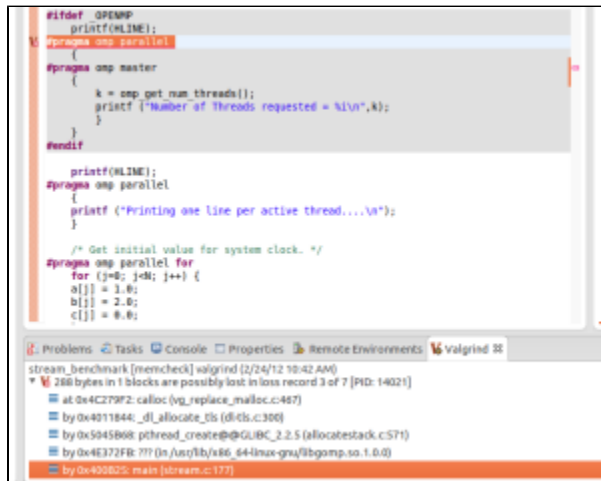 #ifdef _OPENMP
printf(HLINE);
#pragma omp parallel
{
#pragma omp master
{
k = omp_get_num_threads();
printf ("Number of Threads requested = %i\n",k);
}
}
#endif
printf(HLINE);
#pragma omp parallel
{
printf ("Printing one line per active thread....\n");
}
/* Get initial value for system clock. */
#pragma omp parallel for
for (j=0; j<N; j++) {
a[j] = 1.0;
b[j] = 2.0;
c[j] = 0.0;
Problems Tasks Console Properties Remote Environments Valgrind
stream_benchmark [memcheck] valgrind (2/24/12 10:42 AM)
288 bytes in 1 blocks are possibly lost in loss record 3 of 7 [PID: 14021]
at 0x4C279F2: calloc (vg_replace_malloc.c:467)
by 0x4011844: _dl_allocate_tls (dl-tls.c:300)
by 0x5045B68: pthread_create@@GLIBC_2.2.5 (allocatestack.c:571)
by 0x4E372FB: ??? (in /usr/lib/x86_64-linux-gnu/libgomp.so.1.0.0)
by 0x400B25: main (stream.c:177)